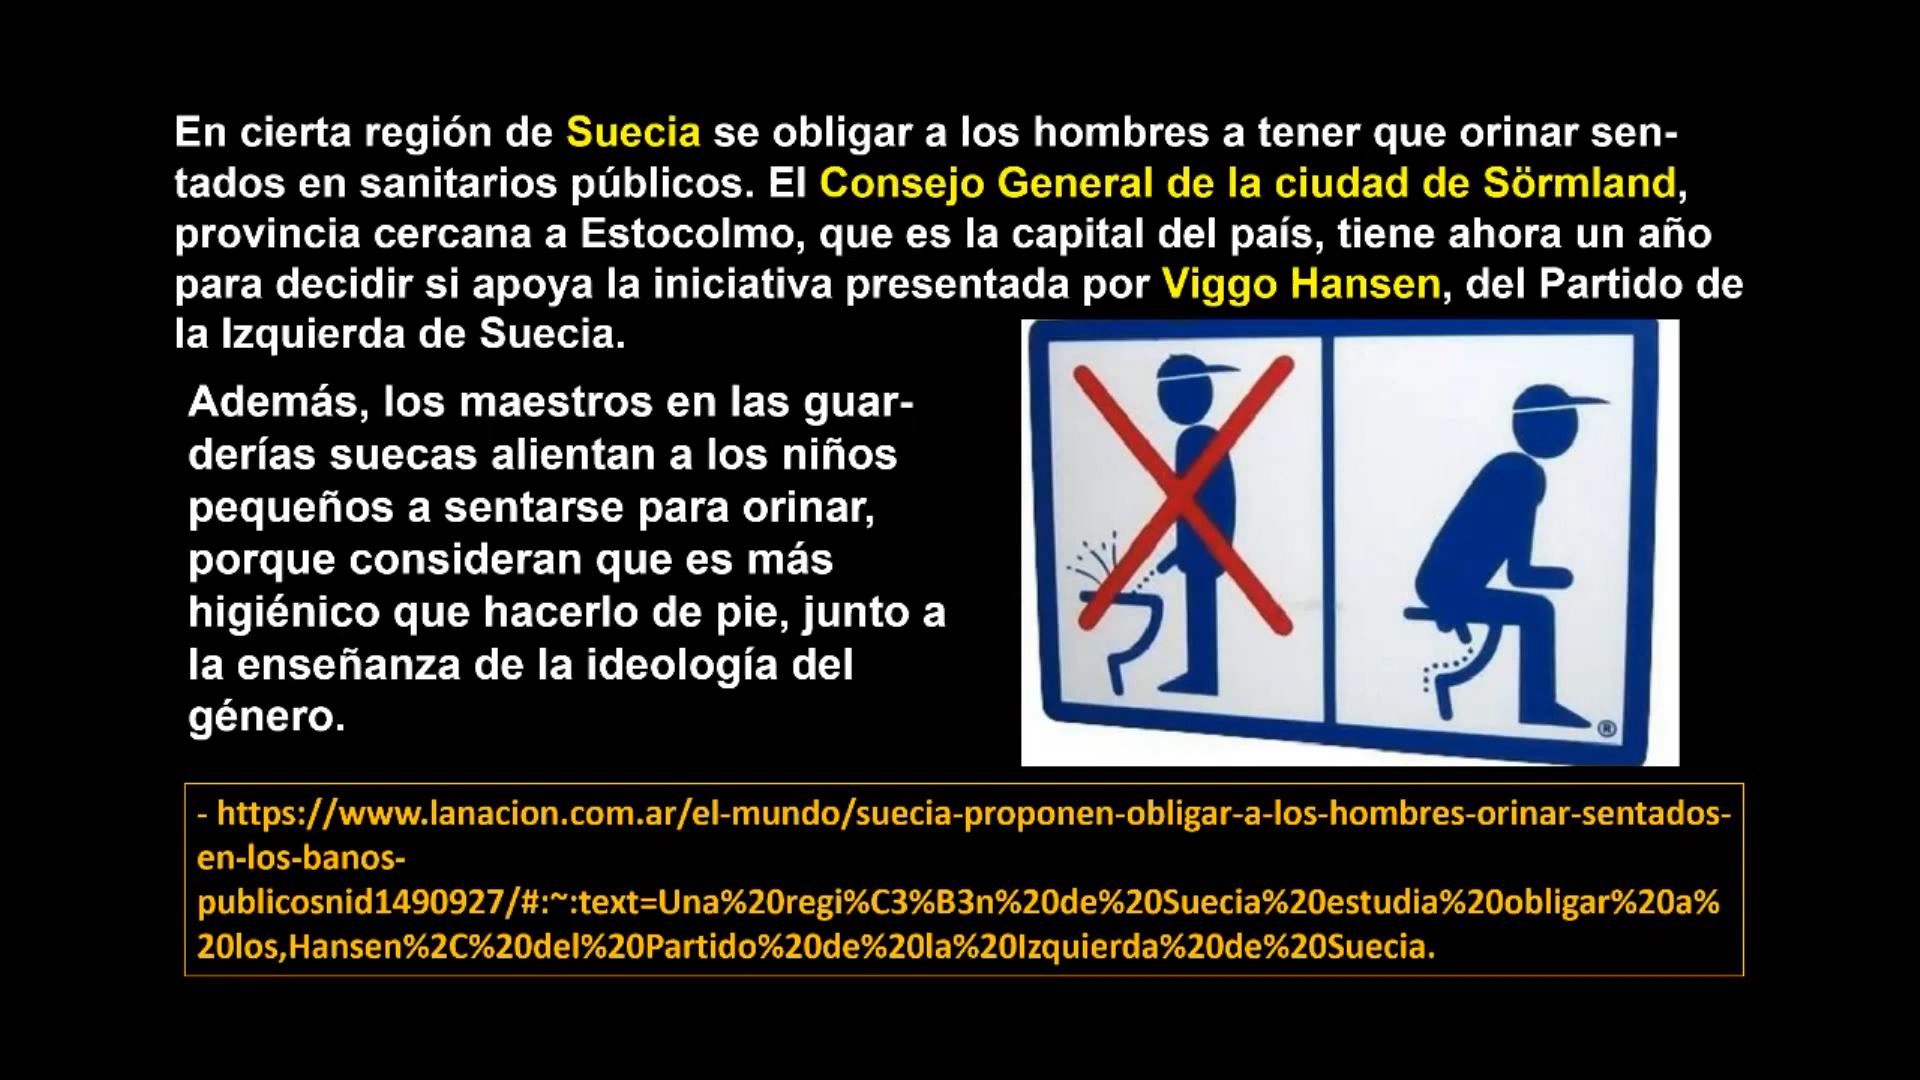 En cierta región de Suecia se obligar a los hombres a tener que orinar sen-
tados en sanitarios públicos. El Consejo General de la ciudad de Sörmland,
provincia cercana a Estocolmo, que es la capital del país, tiene ahora un año
para decidir si apoya la iniciativa presentada por Viggo Hansen, del Partido de
la Izquierda de Suecia.
Además, los maestros en las guar-
derías suecas alientan a los niños
pequeños a sentarse para orinar,
porque consideran que es más
higiénico que hacerlo de pie, junto a
la enseñanza de la ideología del
género.
®
- https://www.lanacion.com.ar/el-mundo/suecia-proponen-obligar-a-los-hombres-orinar-sentados-
en-los-banos-
publicosnid1490927/#:~:text=Una%20regi%C3%B3n%20de%20Suecia%20estudia%20obligar%20a%
20los,Hansen%2C%20del%20Partido%20de%20la%20Izquierda%20de%20Suecia.